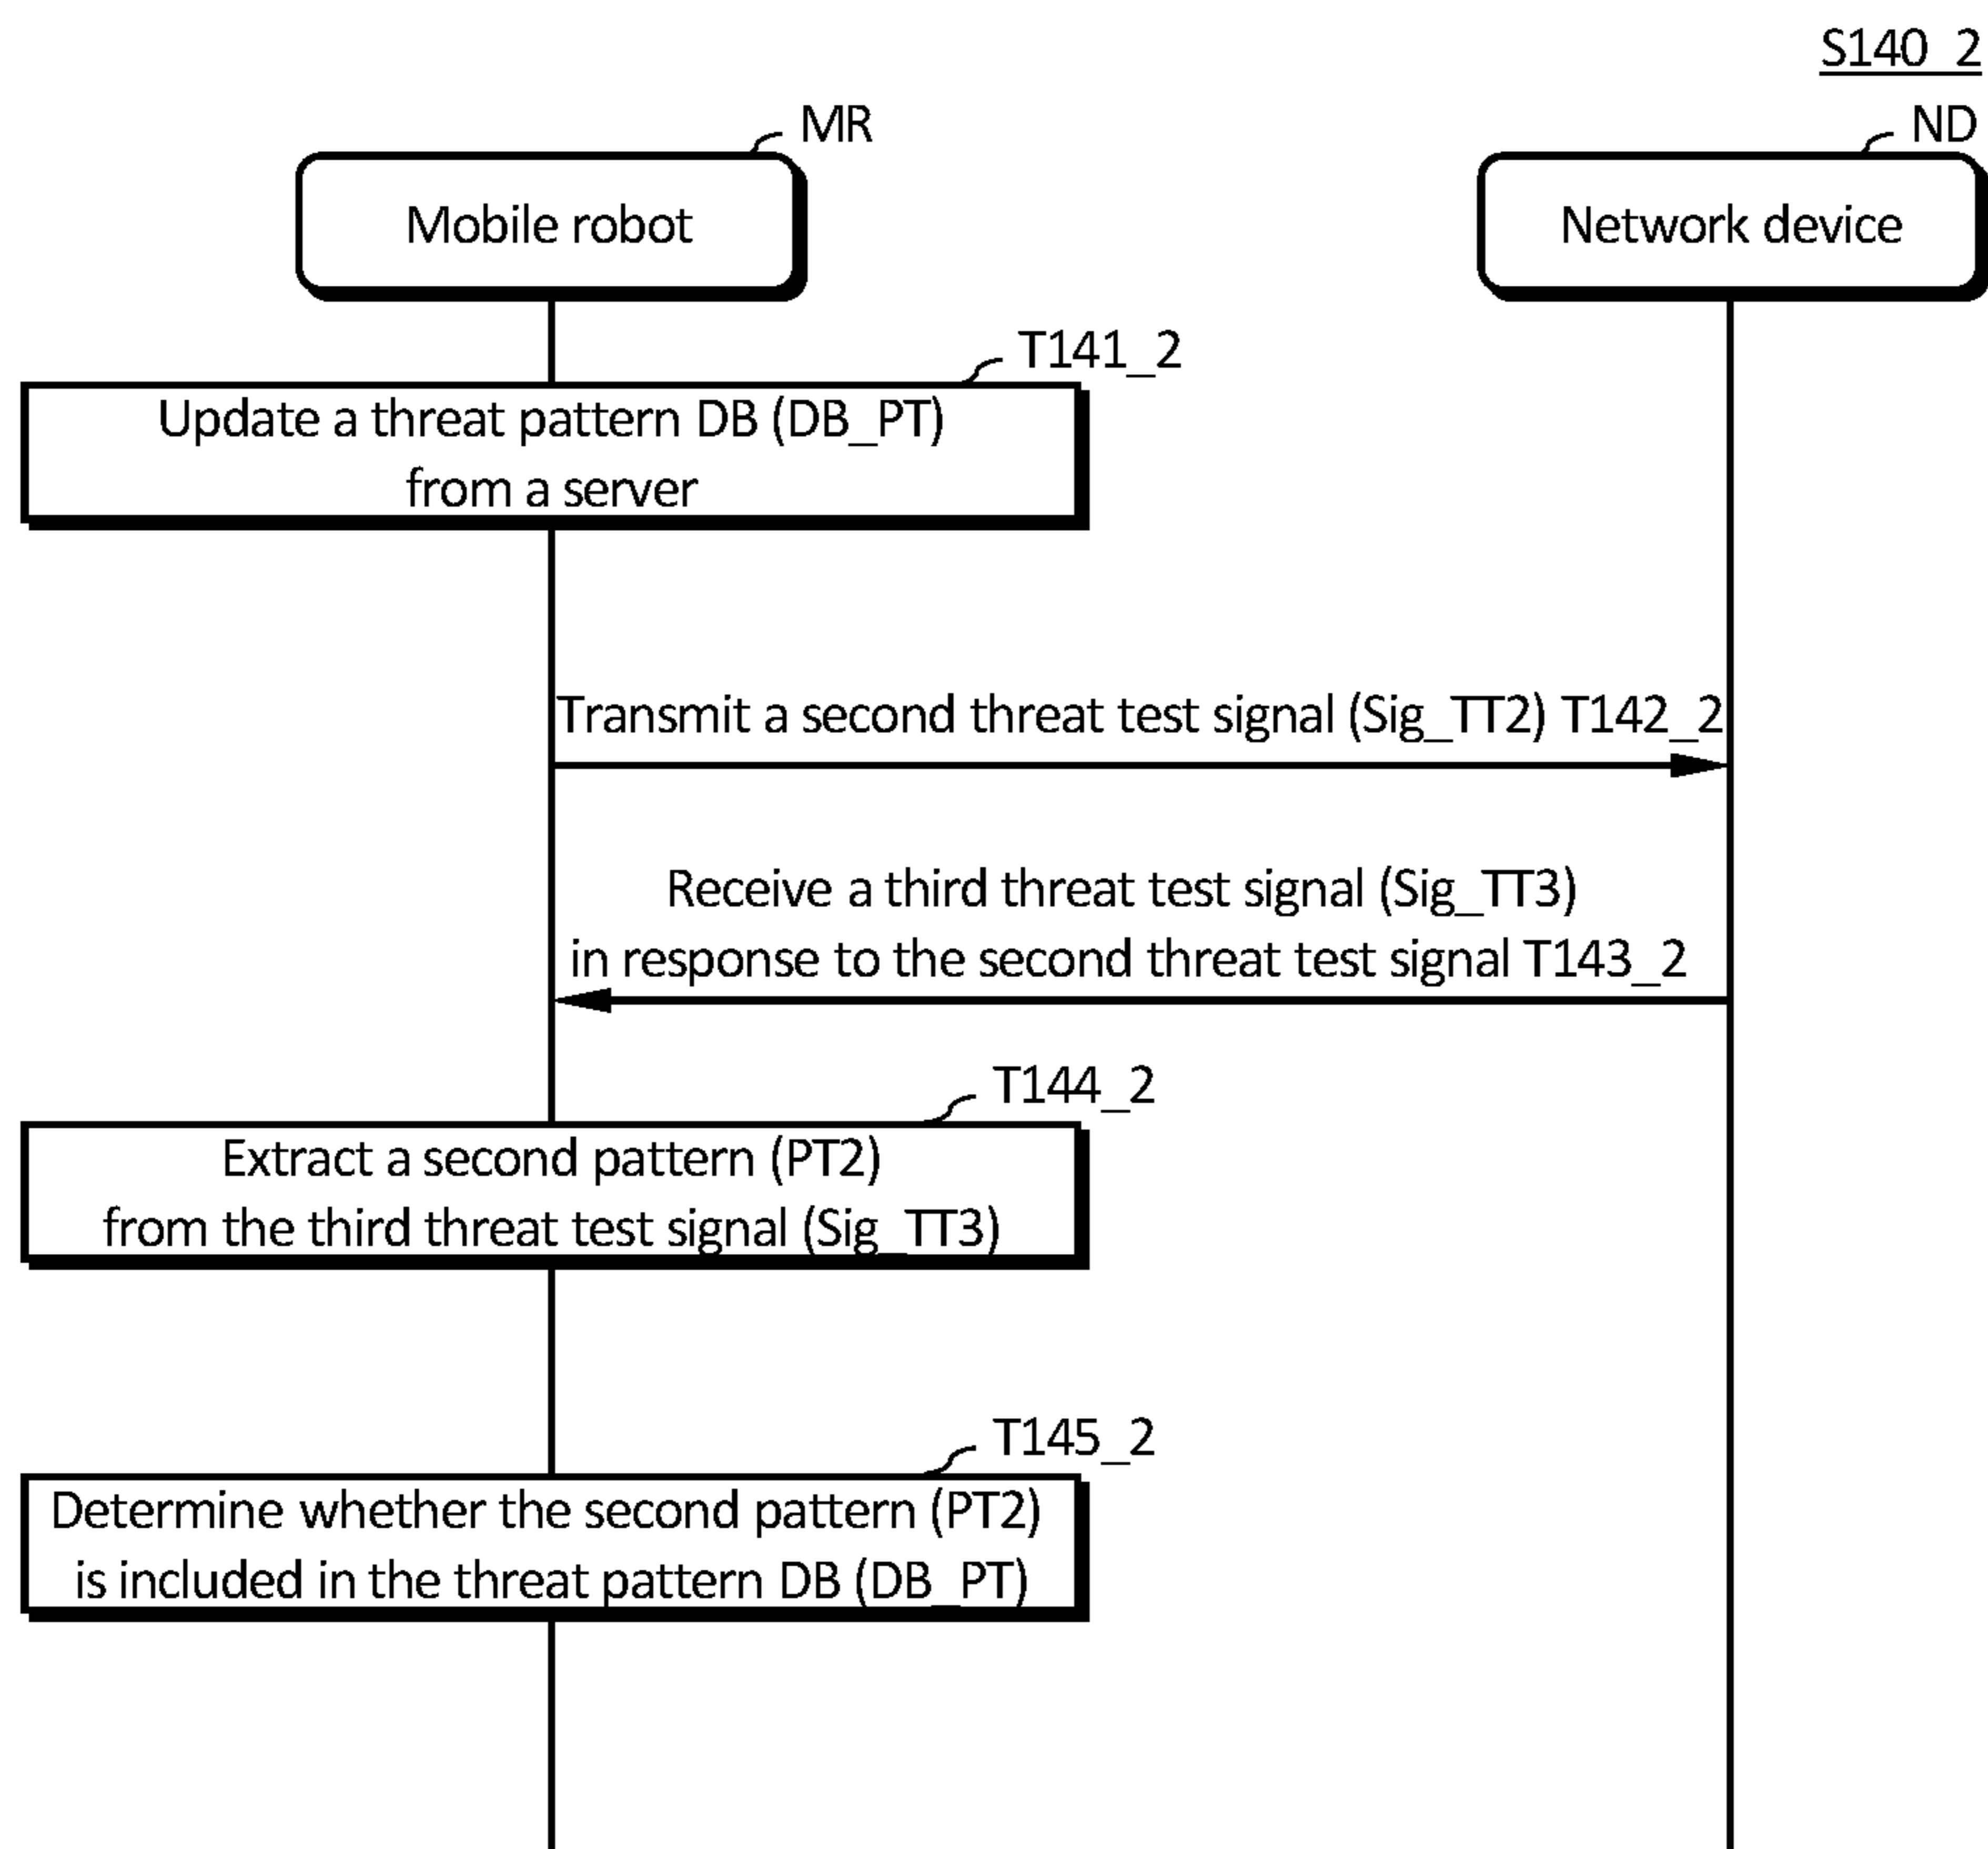 S140_2
MR
ND
Mobile robot
Network device
T141_2
Update a threat pattern DB (DB_PT)
from a server
Transmit a second threat test signal (Sig_TT2) T142_2
Receive a third threat test signal (Sig_TT3)
in response to the second threat test signal T143_2
T144_2
Extract a second pattern (PT2)
from the third threat test signal (Sig_TT3)
T145_2
Determine whether the second pattern (PT2)
is included in the threat pattern DB (DB_PT)